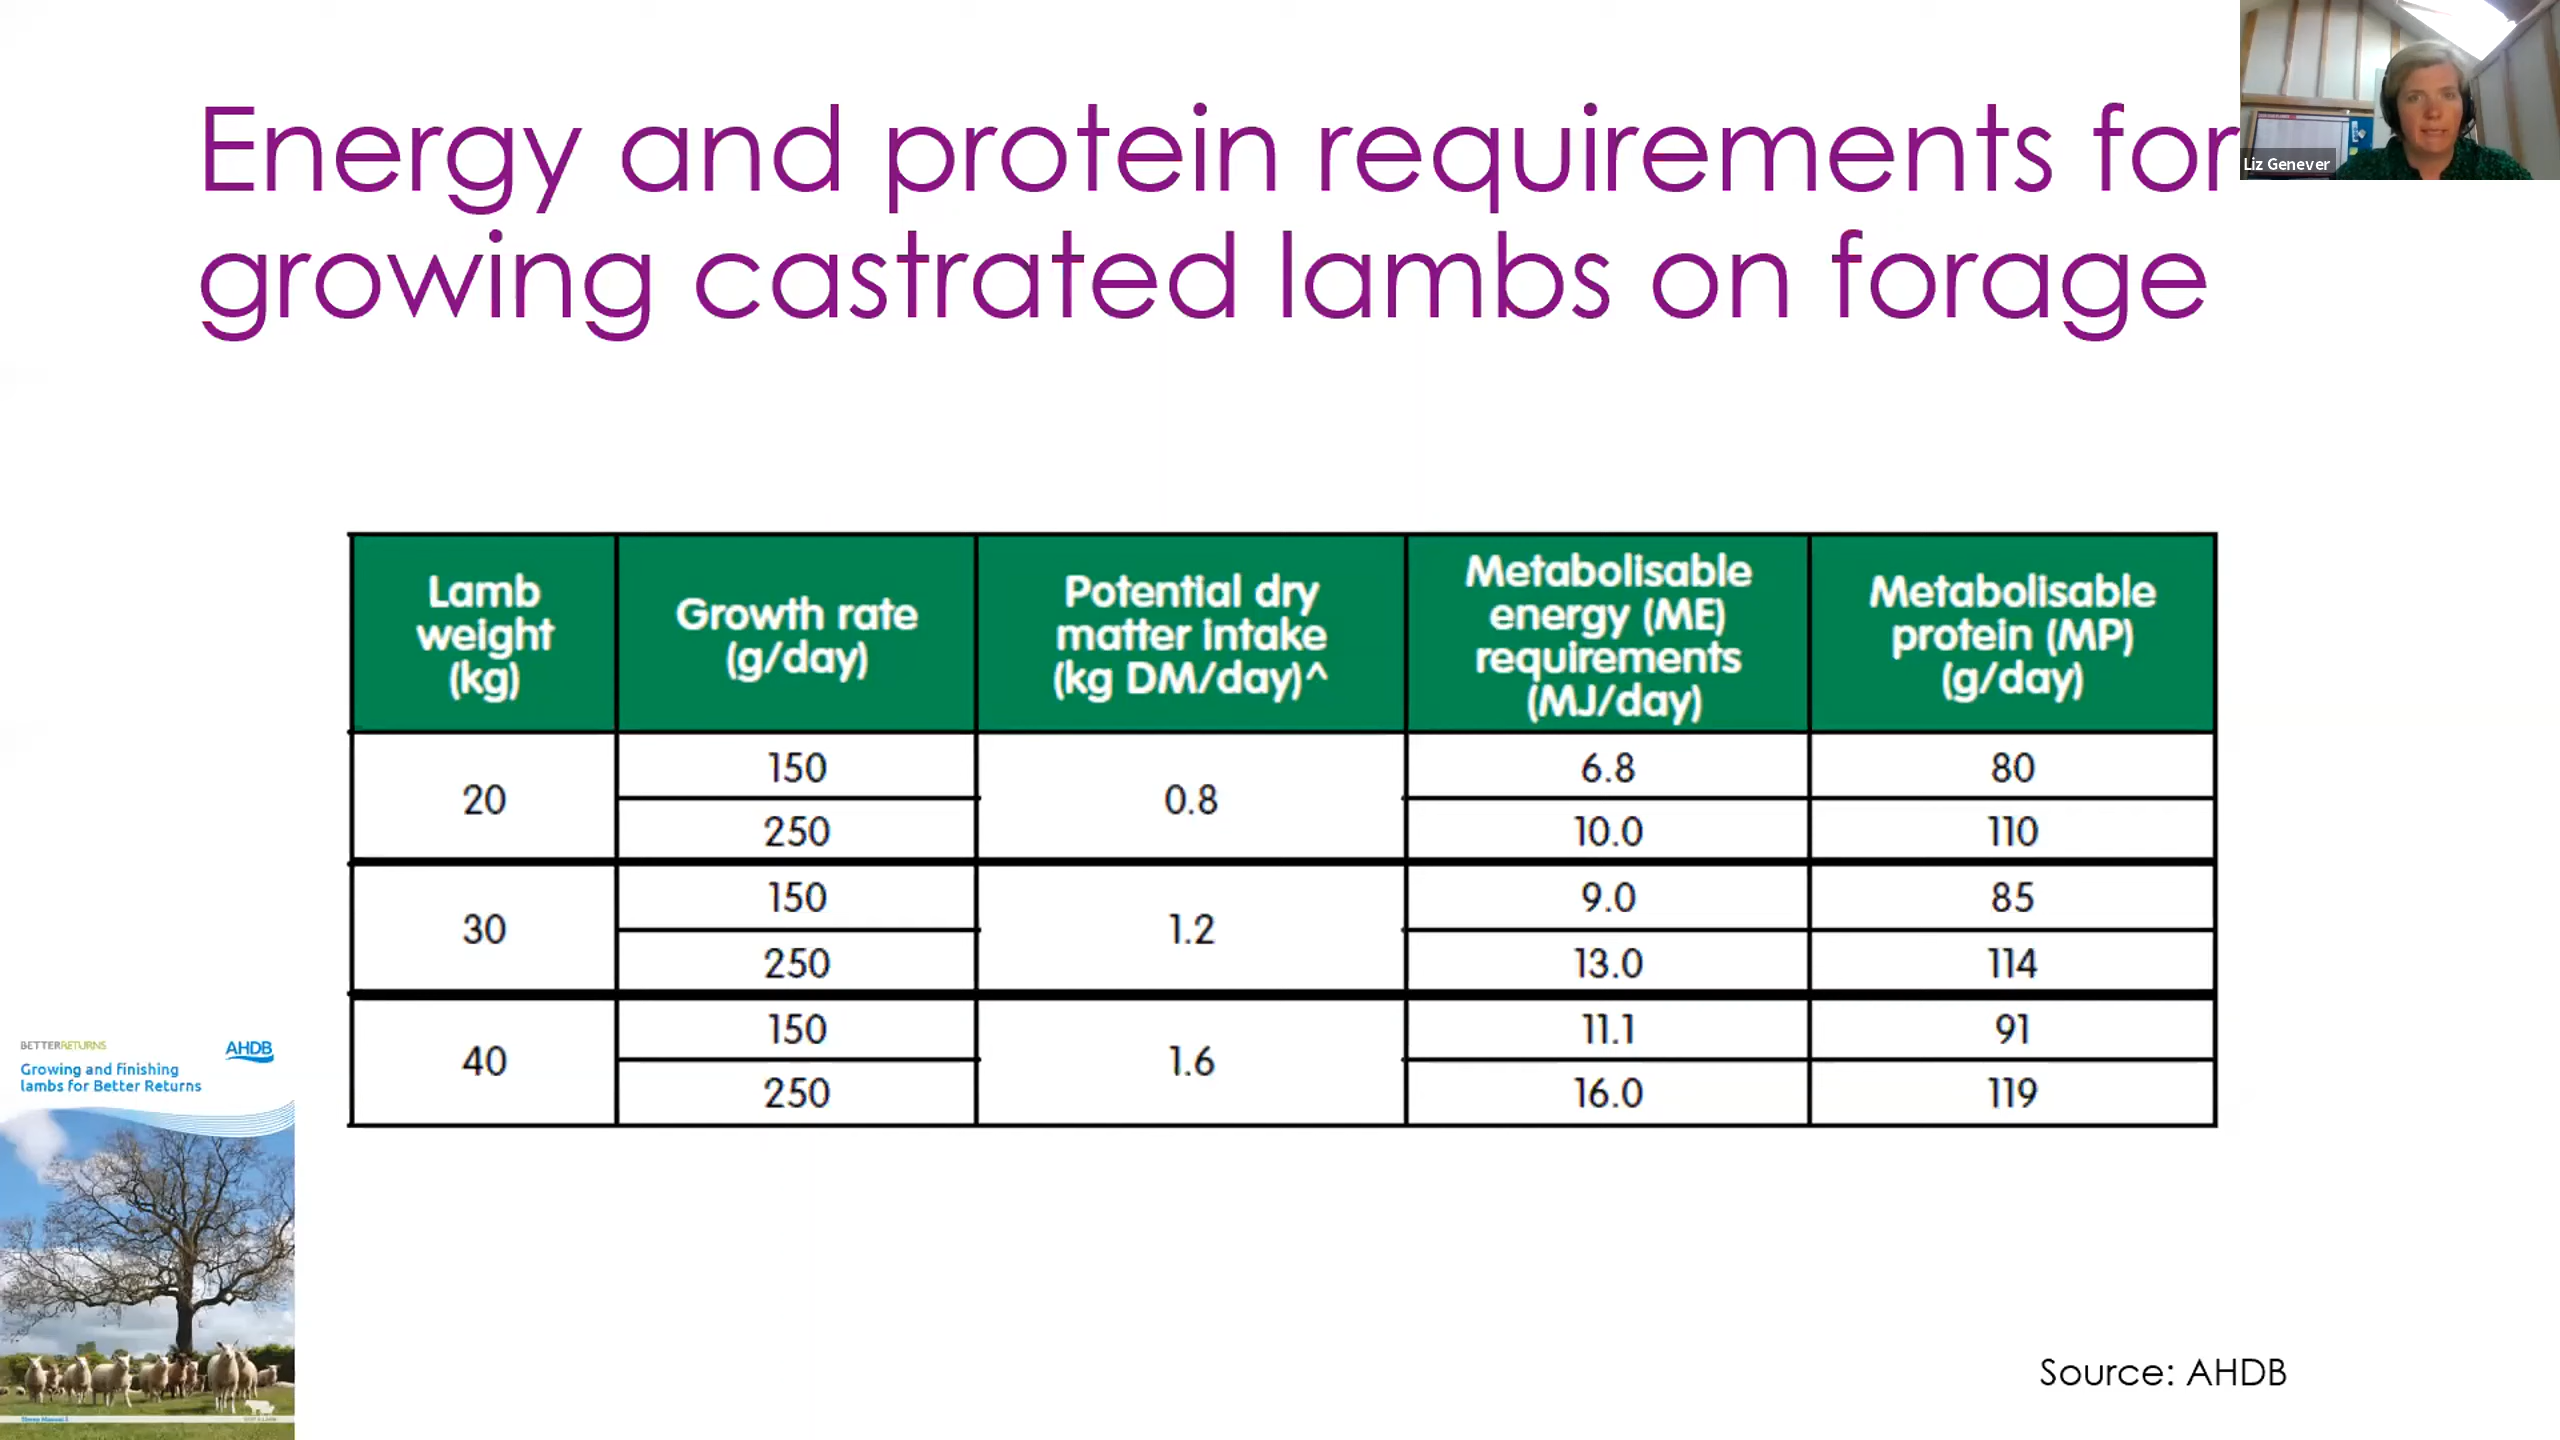 Energy and protein requirements for
growing castrated lambs on forage
Liz Genever
Lamb
weight
(kg)
Growth rate
(g/day)
Potential dry
matter intake
(kg DM/day)^
Metabolisable
energy (ME)
requirements
(MJ/day)
Metabolisable
protein (MP)
(g/day)
20
150
0.8
6.8
80
250
10.0
110
30
150
1.2
9.0
85
250
13.0
114
40
150
1.6
11.1
91
250
16.0
119
BETTERRETURNS
AHDB
Growing and finishing
lambs for Better Returns
Source: AHDB